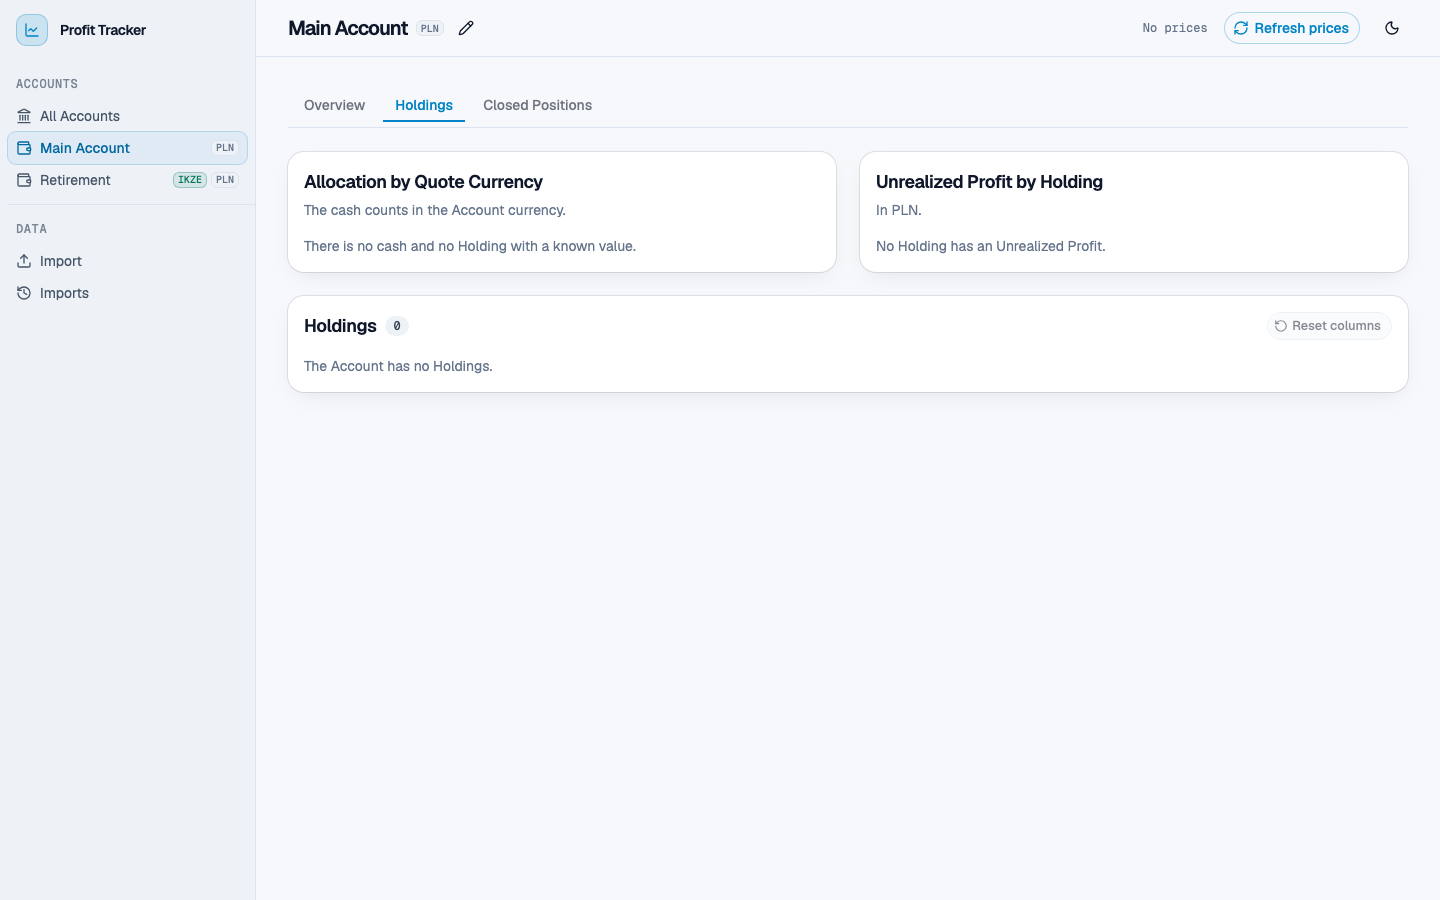 Profit Tracker
Main Account PLN
No prices
Refresh prices
ACCOUNTS
All Accounts
Main Account PLN
Retirement IKZE PLN
DATA
Import
Imports
Overview
Holdings
Closed Positions
Allocation by Quote Currency
The cash counts in the Account currency.
There is no cash and no Holding with a known value.
Unrealized Profit by Holding
In PLN.
No Holding has an Unrealized Profit.
Holdings 0
Reset columns
The Account has no Holdings.